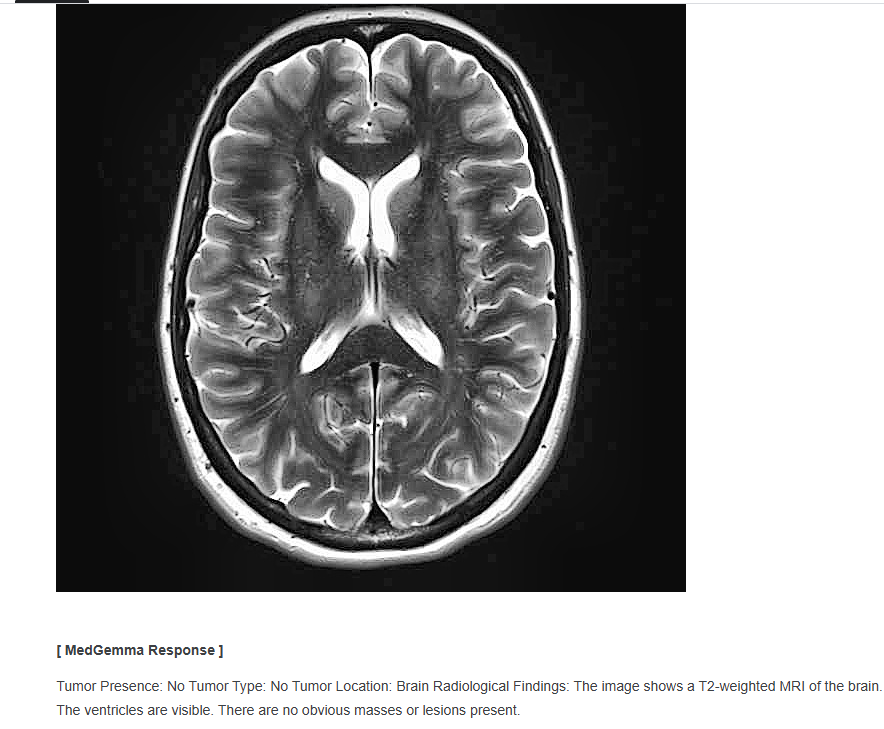 [ MedGemma Response ]
Tumor Presence: No Tumor Type: No Tumor Location: Brain Radiological Findings: The image shows a T2-weighted MRI of the brain.
The ventricles are visible. There are no obvious masses or lesions present.